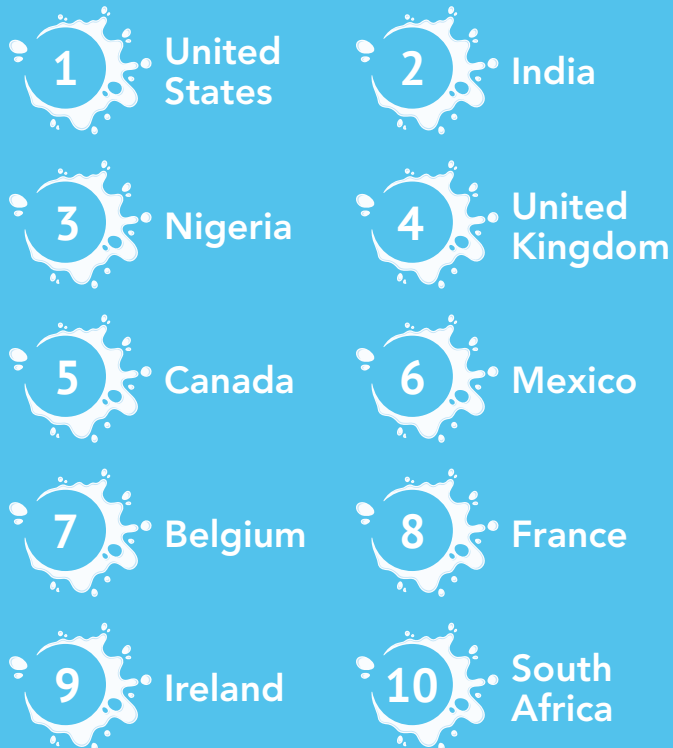 1 United
States
2 India
3 Nigeria
4 United
Kingdom
5 Canada
6 Mexico
7 Belgium
8 France
9 Ireland
10 South
Africa